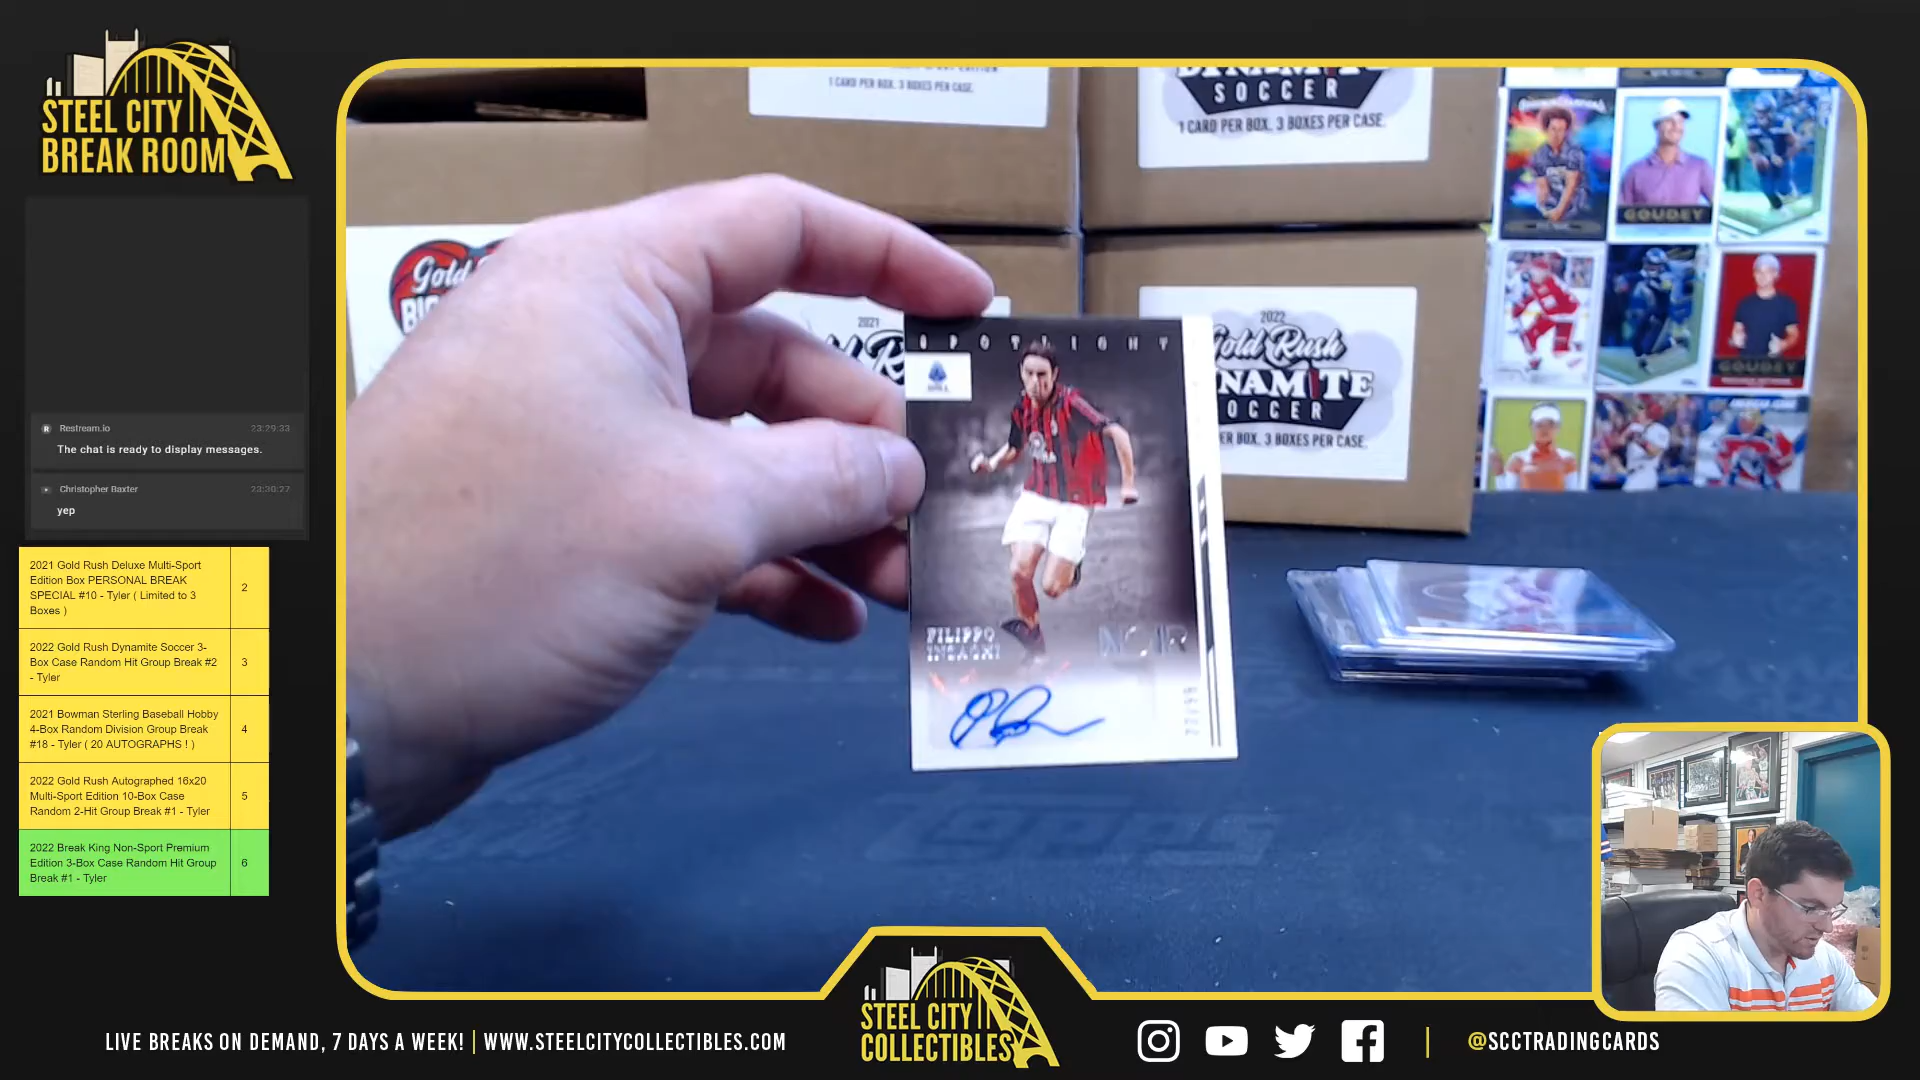 STEEL CITY
BREAK ROOM
Restream.io 23:29:33
The chat is ready to display messages.
Christopher Baxter 23:30:27
yep
2021 Gold Rush Deluxe Multi-Sport
Edition Box PERSONAL BREAK
SPECIAL #10 - Tyler ( Limited to 3
Boxes )
2
2022 Gold Rush Dynamite Soccer 3-
Box Case Random Hit Group Break #2
- Tyler
3
2021 Bowman Sterling Baseball Hobby
4-Box Random Division Group Break
#18 - Tyler ( 20 AUTOGRAPHS ! )
4
2022 Gold Rush Autographed 16x20
Multi-Sport Edition 10-Box Case
Random 2-Hit Group Break #1 - Tyler
5
2022 Break King Non-Sport Premium
Edition 3-Box Case Random Hit Group
Break #1 - Tyler
6
1 CARD PER BOX. 3 BOXES PER CASE.
SOCCER
1 CARD PER BOX. 3 BOXES PER CASE.
Gold
2021
2022
Gold Rush
NAMITE
OCCER
ER BOX. 3 BOXES PER CASE.
GOUDEY
GOUDEY
SPOTLIGHT
FILIPPO
INZAGHI
NOIR
topps
STEEL CITY
COLLECTIBLES
LIVE BREAKS ON DEMAND, 7 DAYS A WEEK! | WWW.STEELCITYCOLLECTIBLES.COM
@SCCTRADINGCARDS